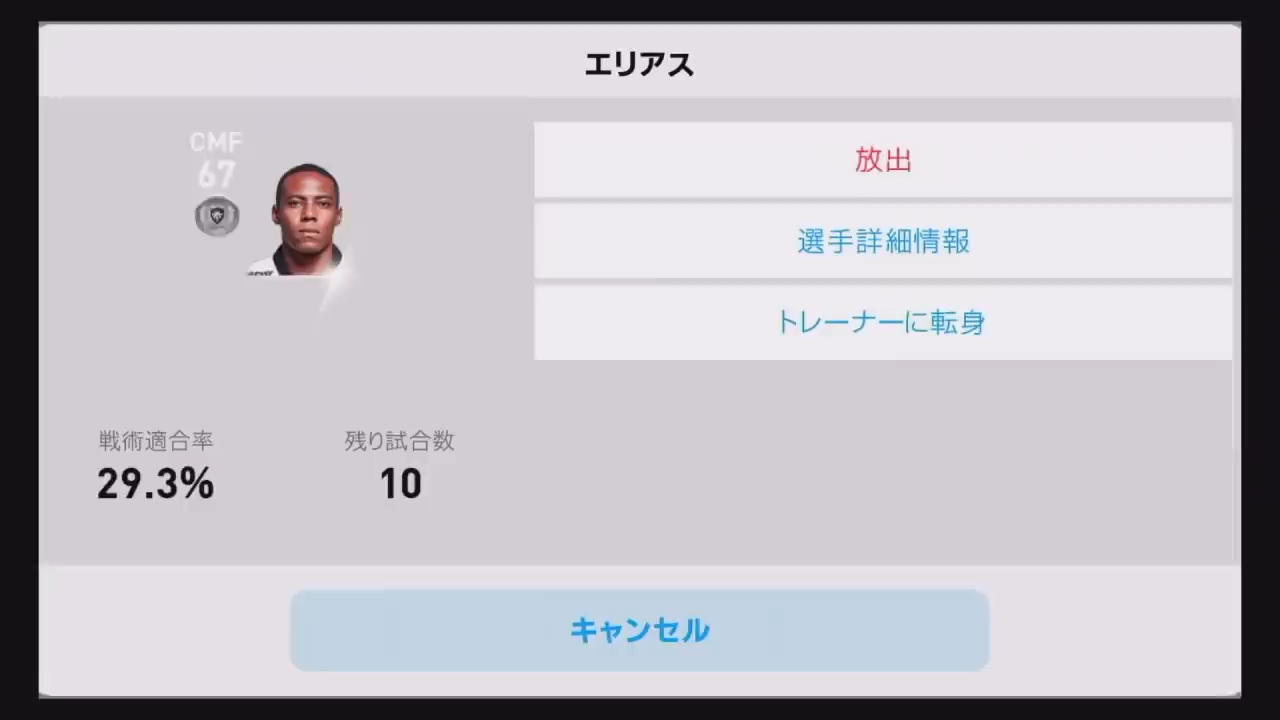 エリアス
CMF
67
放出
選手詳細情報
トレーナーに転身
戦術適合率
残り試合数
29.3%
10
キャンセル